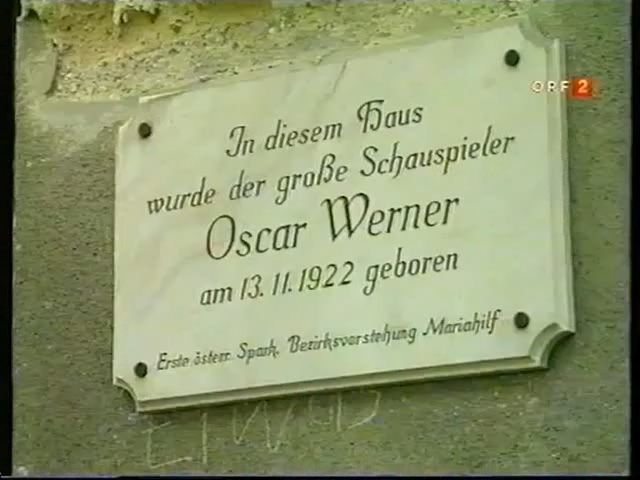 ORF 2
In diesem Haus
wurde der große Schauspieler
Oscar Werner
am 13.11.1922 geboren
Erste österr. Spark. Bezirksvorstehung Mariahilf